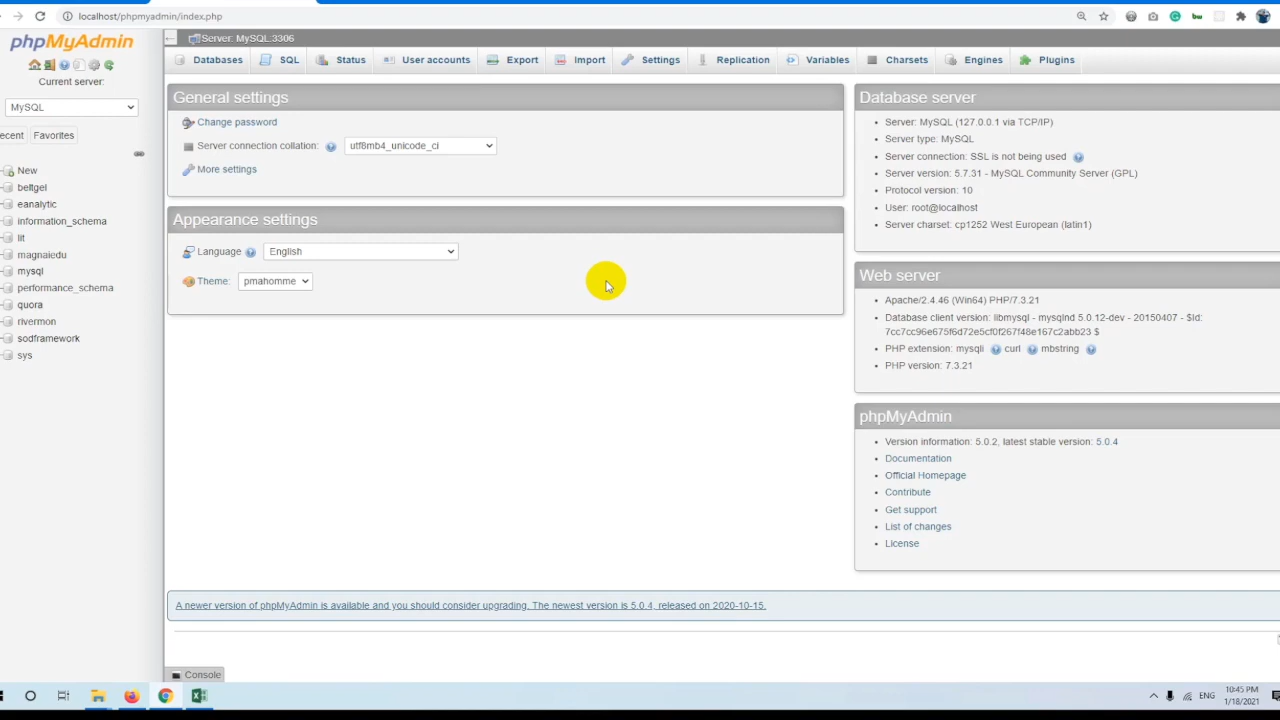 localhost/phpmyadmin/index.php
phpMyAdmin
Current server:
MySQL
ecent Favorites
New
beltgel
eanalytic
information_schema
lit
magnaiedu
mysql
performance_schema
quora
rivermon
sodframework
sys
Server: MySQL:3306
Databases SQL Status User accounts Export Import Settings Replication Variables Charsets Engines Plugins
General settings
Change password
Server connection collation: utf8mb4_unicode_ci
More settings
Appearance settings
Language English
Theme: pmahomme
Database server
Server: MySQL (127.0.0.1 via TCP/IP)
Server type: MySQL
Server connection: SSL is not being used
Server version: 5.7.31 - MySQL Community Server (GPL)
Protocol version: 10
User: root@localhost
Server charset: cp1252 West European (latin1)
Web server
Apache/2.4.46 (Win64) PHP/7.3.21
Database client version: libmysql - mysqlnd 5.0.12-dev - 20150407 - $Id:
7cc7cc96e675f6d72e5cf0f267f48e167c2abb23 $
PHP extension: mysqli curl mbstring
PHP version: 7.3.21
phpMyAdmin
Version information: 5.0.2, latest stable version: 5.0.4
Documentation
Official Homepage
Contribute
Get support
List of changes
License
A newer version of phpMyAdmin is available and you should consider upgrading. The newest version is 5.0.4, released on 2020-10-15.
Console
ENG
10:45 PM
1/18/2021